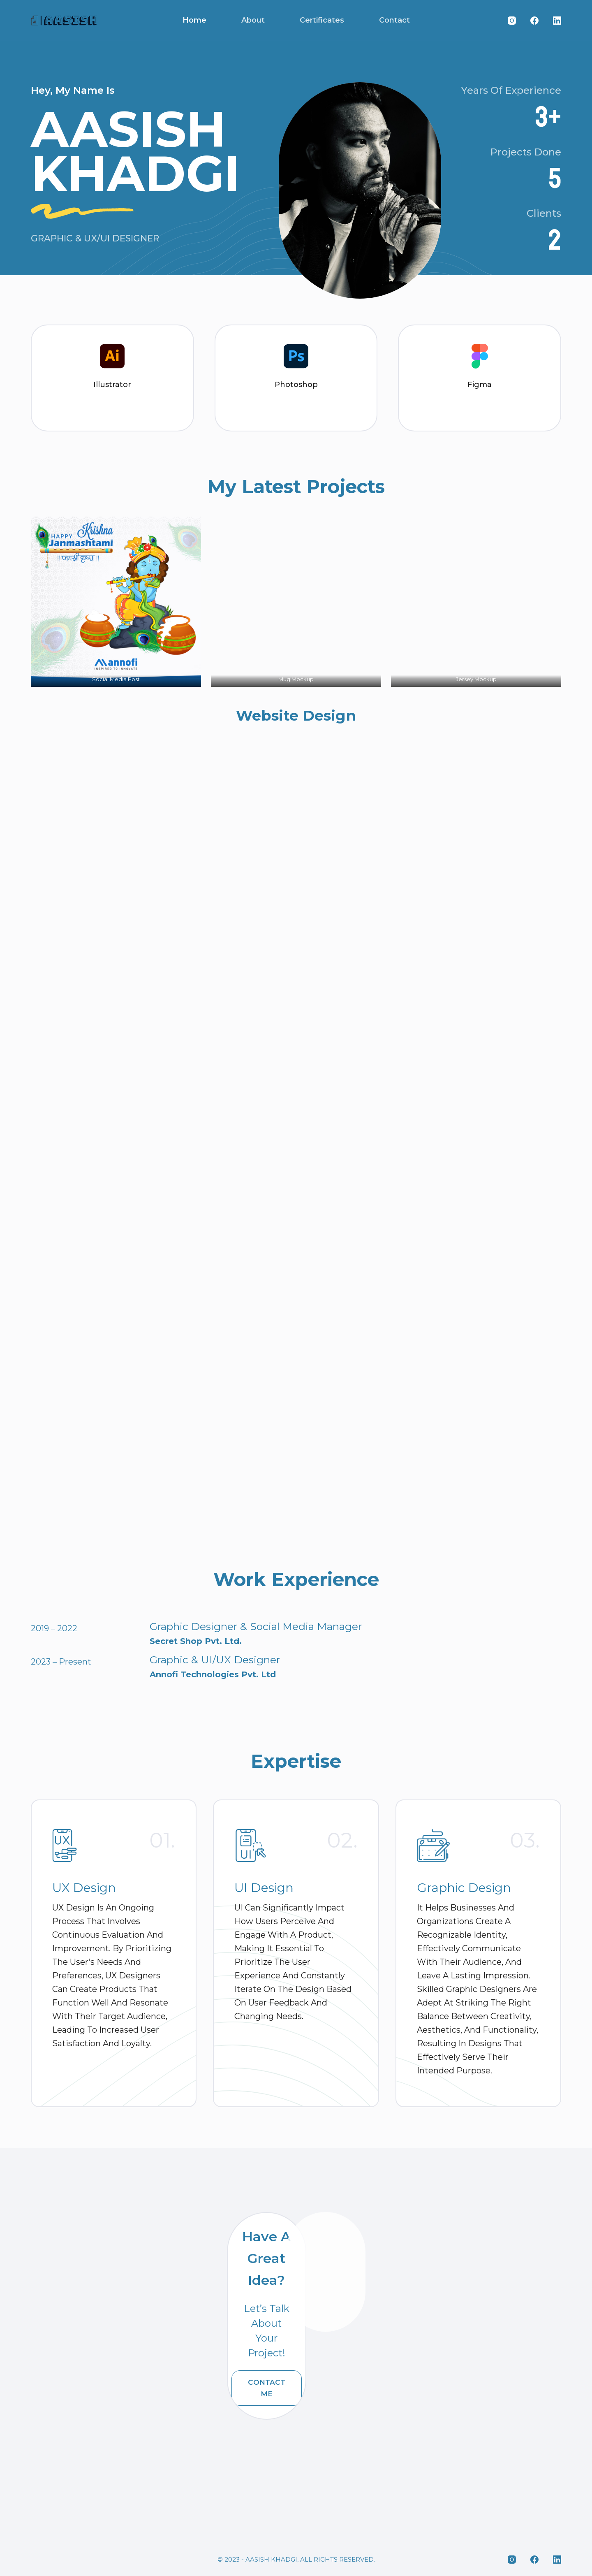 AASISH
Home About Certificates Contact
Hey, My Name Is
AASISH
KHADGI
GRAPHIC & UX/UI DESIGNER
Years Of Experience
3+
Projects Done
5
Clients
2
Ai
Illustrator
Ps
Photoshop
Figma
My Latest Projects
HAPPY Krishna
Janmashtami
annofi
INSPIRED TO INNOVATE
Social Media Post
Mug Mockup
Jersey Mockup
Website Design
Work Experience
2019 – 2022
Graphic Designer & Social Media Manager
Secret Shop Pvt. Ltd.
2023 – Present
Graphic & UI/UX Designer
Annofi Technologies Pvt. Ltd
Expertise
UX
01.
UX Design
UX Design Is An Ongoing
Process That Involves
Continuous Evaluation And
Improvement. By Prioritizing
The User's Needs And
Preferences, UX Designers
Can Create Products That
Function Well And Resonate
With Their Target Audience,
Leading To Increased User
Satisfaction And Loyalty.
UI
02.
UI Design
UI Can Significantly Impact
How Users Perceive And
Engage With A Product,
Making It Essential To
Prioritize The User
Experience And Constantly
Iterate On The Design Based
On User Feedback And
Changing Needs.
03.
Graphic Design
It Helps Businesses And
Organizations Create A
Recognizable Identity,
Effectively Communicate
With Their Audience, And
Leave A Lasting Impression.
Skilled Graphic Designers Are
Adept At Striking The Right
Balance Between Creativity,
Aesthetics, And Functionality,
Resulting In Designs That
Effectively Serve Their
Intended Purpose.
Have A
Great
Idea?
Let's Talk
About
Your
Project!
CONTACT
ME
© 2023 - AASISH KHADGI, ALL RIGHTS RESERVED.